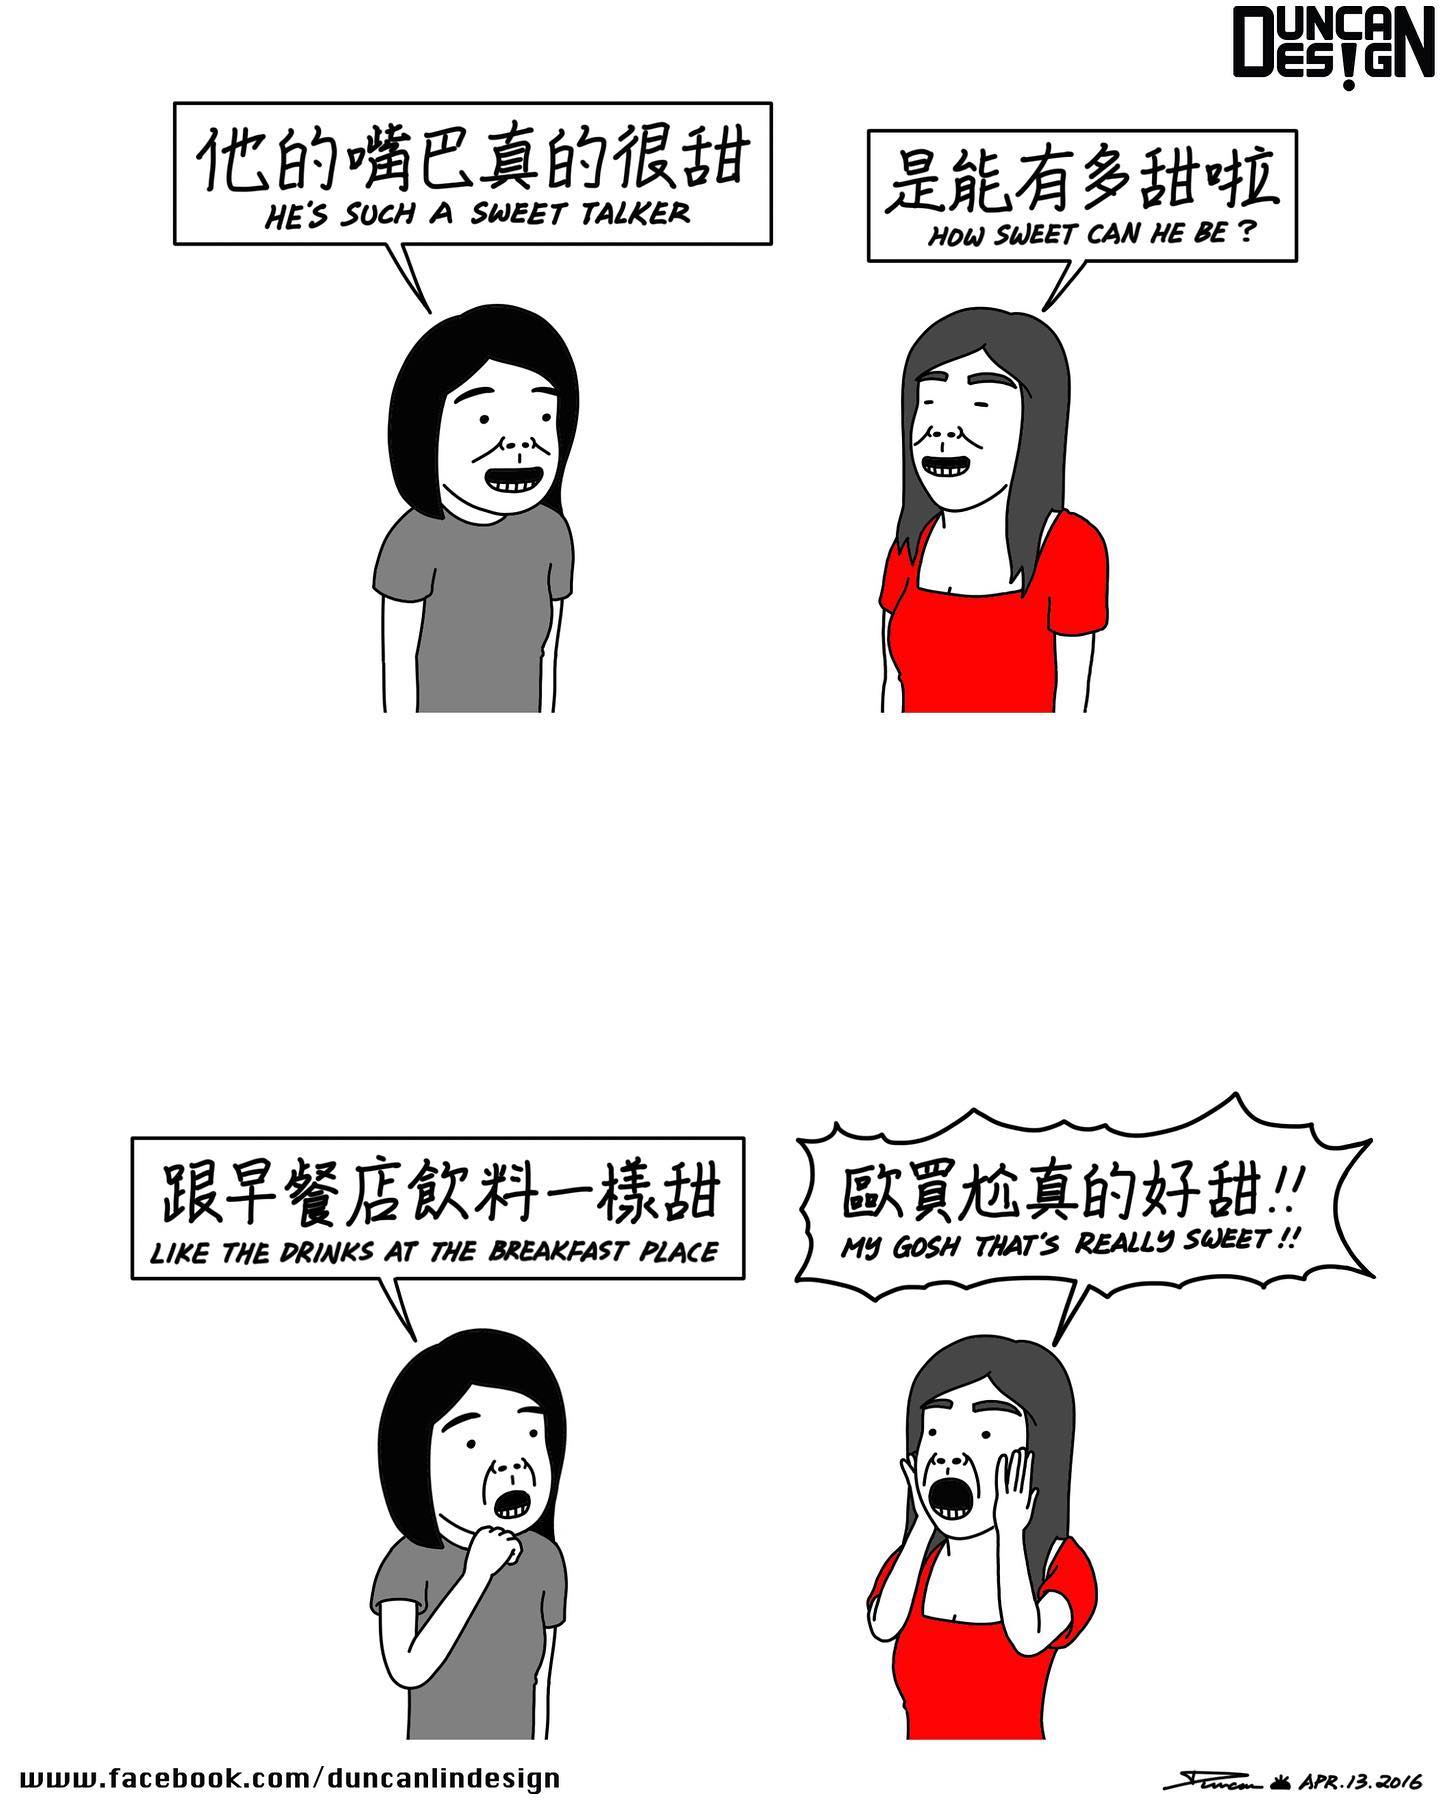 DUNCAN
DES!GN
他的嘴巴真的很甜
HE'S SUCH A SWEET TALKER
是能有多甜啦
HOW SWEET CAN HE BE ?
跟早餐店飲料一樣甜
LIKE THE DRINKS AT THE BREAKFAST PLACE
歐買尬真的好甜!!
MY GOSH THAT'S REALLY SWEET !!
www.facebook.com/duncanlindesign
Duncan APR.13.2016